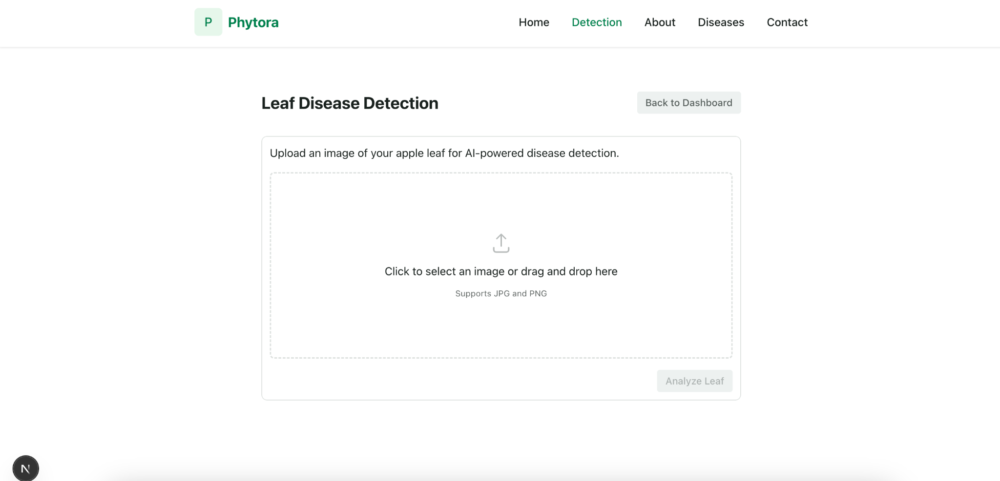 P Phytora Home Detection About Diseases Contact
Leaf Disease Detection Back to Dashboard
Upload an image of your apple leaf for AI-powered disease detection.
Click to select an image or drag and drop here
Supports JPG and PNG
Analyze Leaf
N